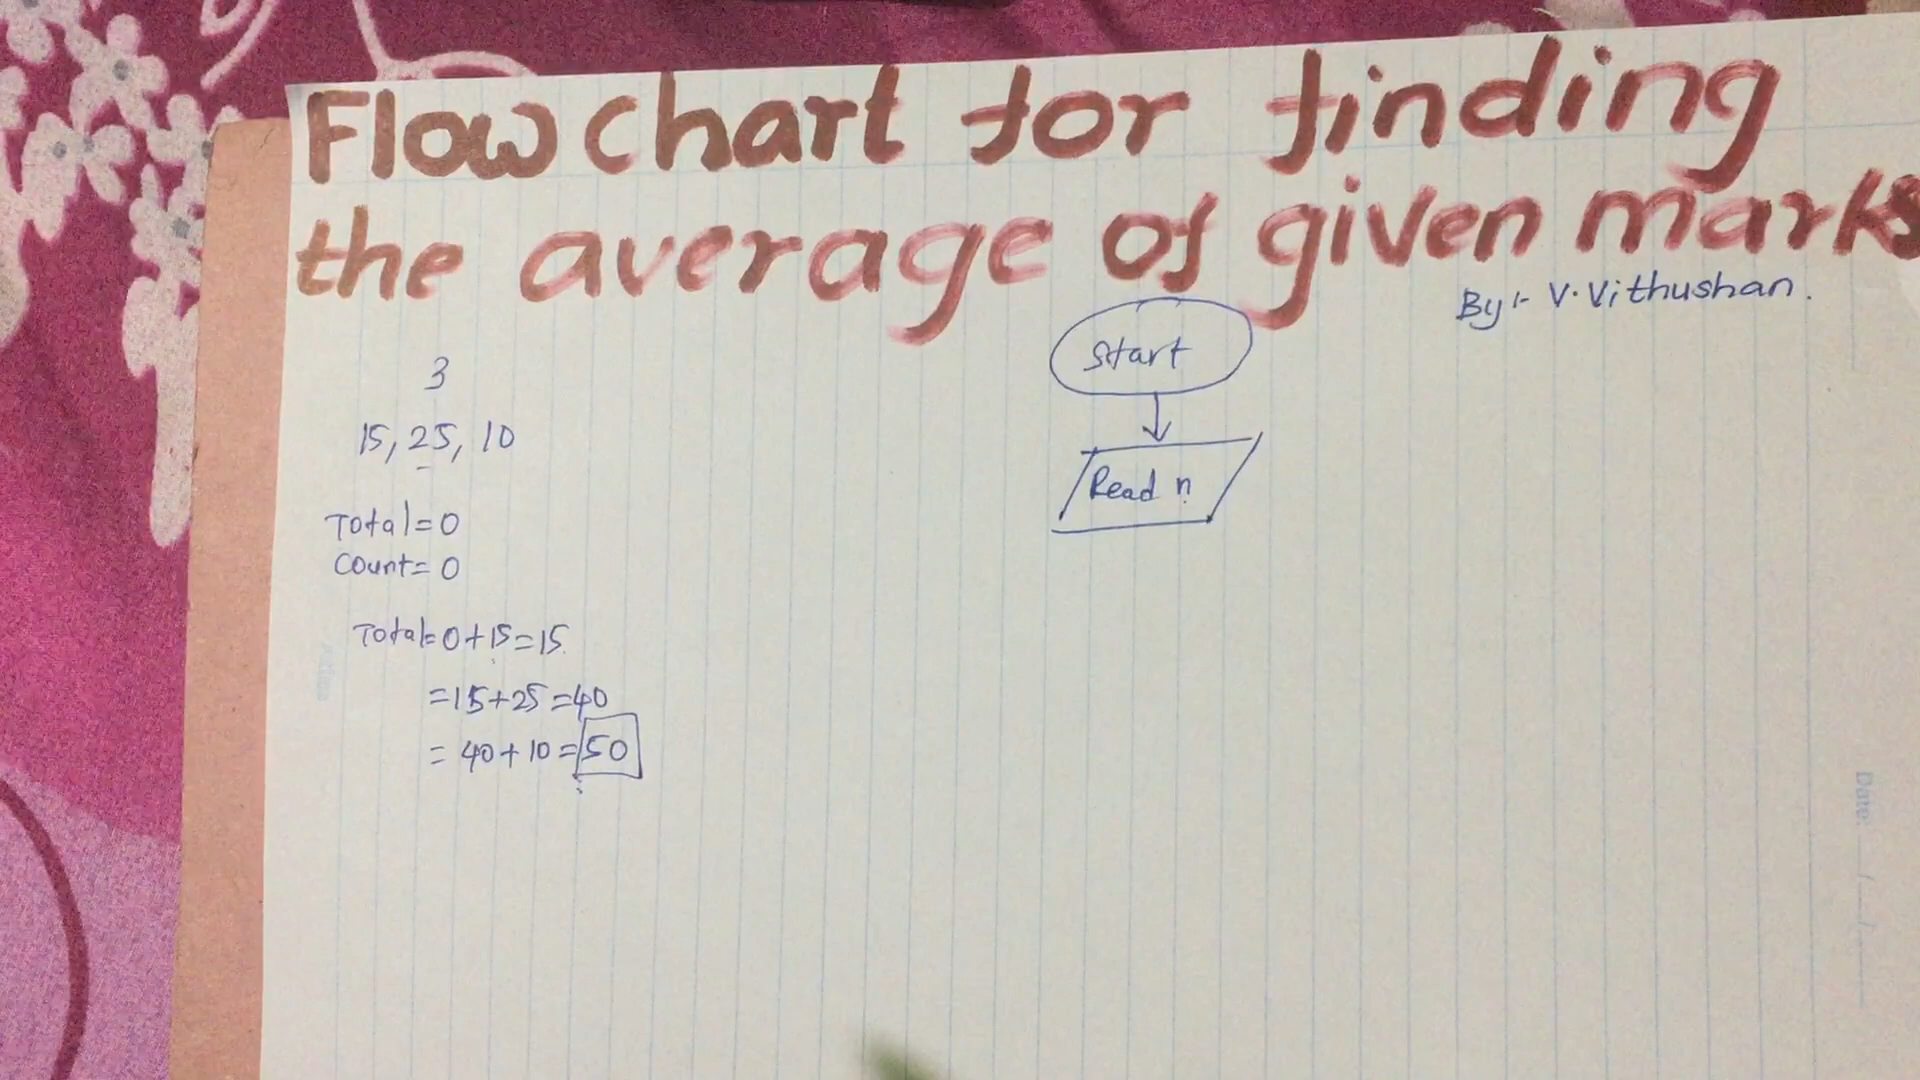 Flow chart for finding
the average of given marks
By:- V.Vithushan.
3
15, 25, 10
Total=0
Count=0
Total=0+15=15
=15+25=40
=40+10=50
Start
Read n
Date: